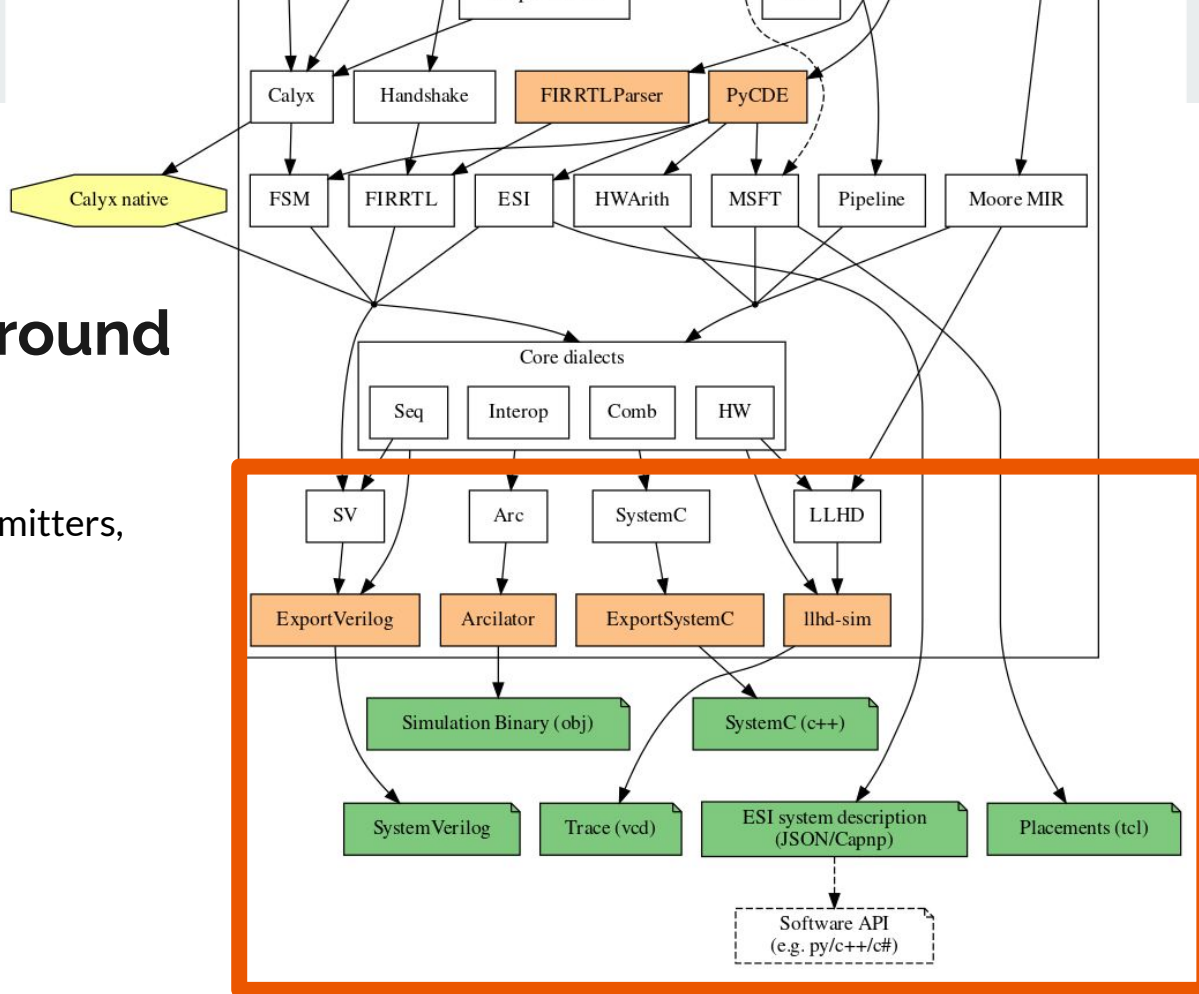 Calyx
Handshake
FIRRTLParser
PyCDE
Calyx native
FSM
FIRRTL
ESI
HWArith
MSFT
Pipeline
Moore MIR
round
Core dialects
Seq
Interop
Comb
HW
mitters,
SV
Arc
SystemC
LLHD
ExportVerilog
Arcilator
ExportSystemC
llhd-sim
Simulation Binary (obj)
SystemC (c++)
SystemVerilog
Trace (vcd)
ESI system description
(JSON/Capnp)
Placements (tcl)
Software API
(e.g. py/c++/c#)